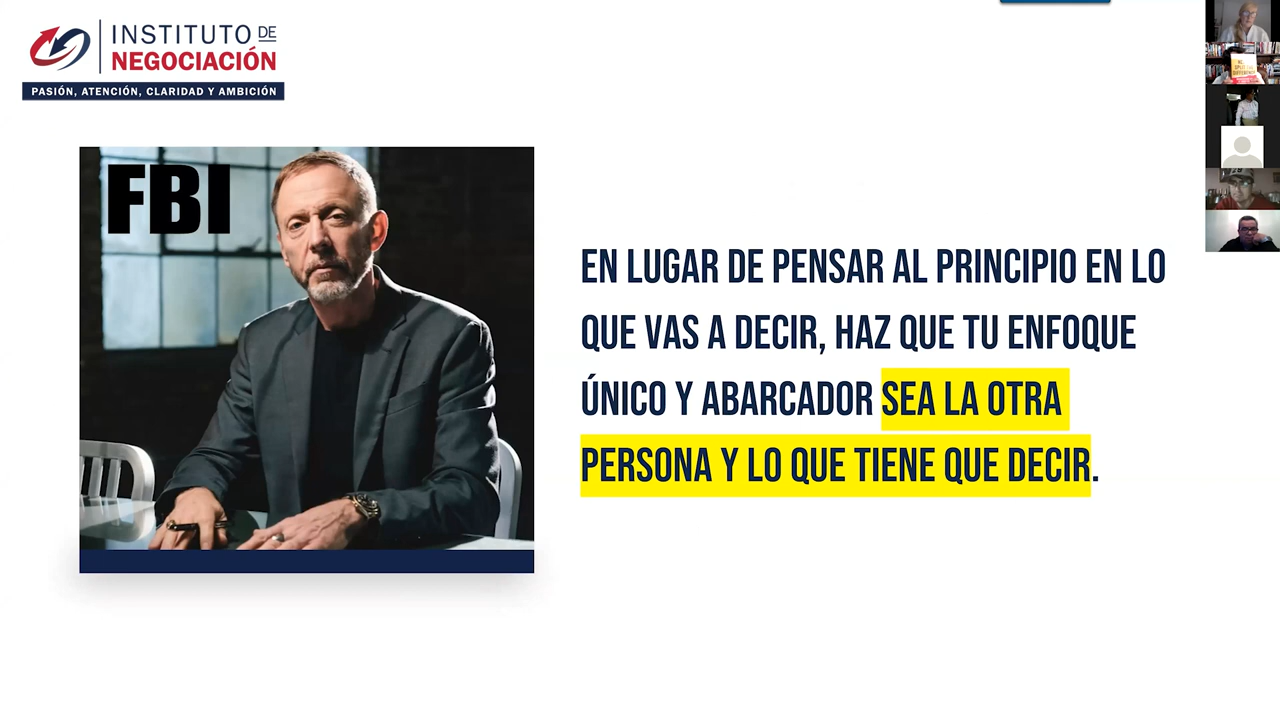 INSTITUTO DE
NEGOCIACIÓN
PASIÓN, ATENCIÓN, CLARIDAD Y AMBICIÓN
FBI
EN LUGAR DE PENSAR AL PRINCIPIO EN LO
QUE VAS A DECIR, HAZ QUE TU ENFOQUE
ÚNICO Y ABARCADOR SEA LA OTRA
PERSONA Y LO QUE TIENE QUE DECIR.